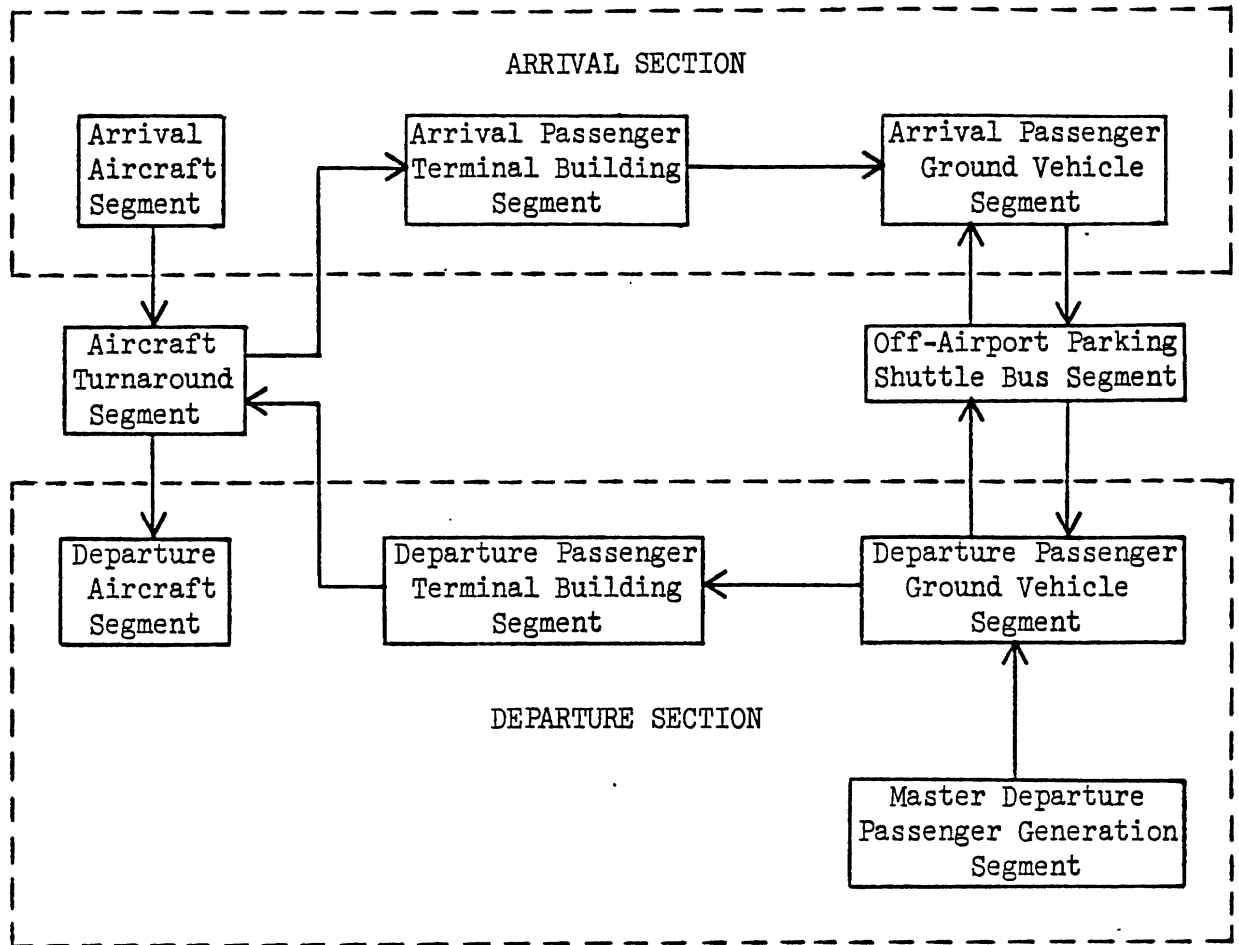 ARRIVAL SECTION
Arrival
Aircraft
Segment
Arrival Passenger
Terminal Building
Segment
Arrival Passenger
Ground Vehicle
Segment
Aircraft
Turnaround
Segment
Off-Airport Parking
Shuttle Bus Segment
Departure
Aircraft
Segment
Departure Passenger
Terminal Building
Segment
Departure Passenger
Ground Vehicle
Segment
DEPARTURE SECTION
Master Departure
Passenger Generation
Segment